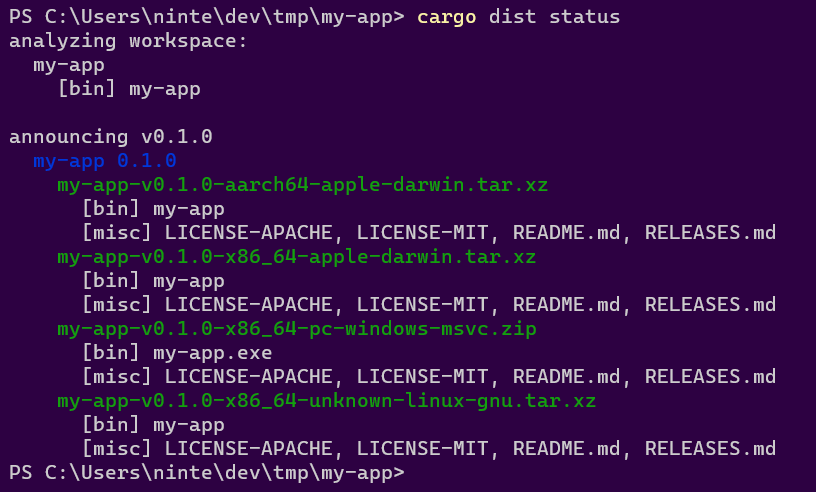 PS C:\Users\ninte\dev\tmp\my-app> cargo dist status
analyzing workspace:
  my-app
    [bin] my-app

announcing v0.1.0
  my-app 0.1.0
    my-app-v0.1.0-aarch64-apple-darwin.tar.xz
      [bin] my-app
      [misc] LICENSE-APACHE, LICENSE-MIT, README.md, RELEASES.md
    my-app-v0.1.0-x86_64-apple-darwin.tar.xz
      [bin] my-app
      [misc] LICENSE-APACHE, LICENSE-MIT, README.md, RELEASES.md
    my-app-v0.1.0-x86_64-pc-windows-msvc.zip
      [bin] my-app.exe
      [misc] LICENSE-APACHE, LICENSE-MIT, README.md, RELEASES.md
    my-app-v0.1.0-x86_64-unknown-linux-gnu.tar.xz
      [bin] my-app
      [misc] LICENSE-APACHE, LICENSE-MIT, README.md, RELEASES.md
PS C:\Users\ninte\dev\tmp\my-app>